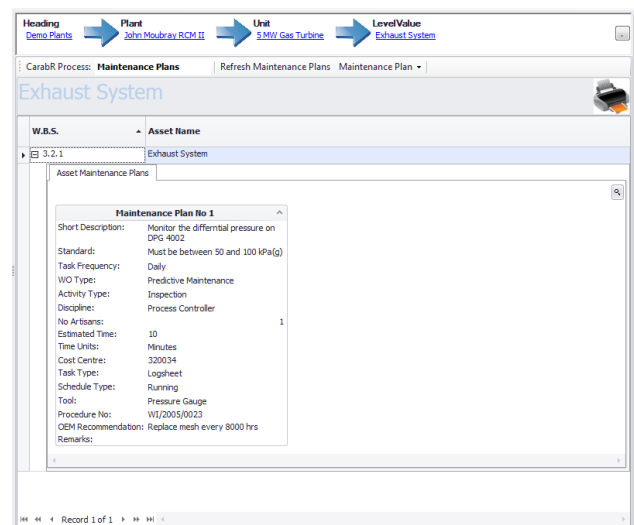 Heading Plant Unit LevelValue
Demo Plants John Moubray RCM II 5 MW Gas Turbine Exhaust System
CarabR Process: Maintenance Plans Refresh Maintenance Plans Maintenance Plan
Exhaust System
W.B.S. Asset Name
3.2.1 Exhaust System
Asset Maintenance Plans
Maintenance Plan No 1
Short Description: Monitor the differntial pressure on
DPG 4002
Standard: Must be between 50 and 100 kPa(g)
Task Frequency: Daily
WO Type: Predictive Maintenance
Activity Type: Inspection
Discipline: Process Controller
No Artisans: 1
Estimated Time: 10
Time Units: Minutes
Cost Centre: 320034
Task Type: Logsheet
Schedule Type: Running
Tool: Pressure Gauge
Procedure No: WI/2005/0023
OEM Recommendation: Replace mesh every 8000 hrs
Remarks:
Record 1 of 1